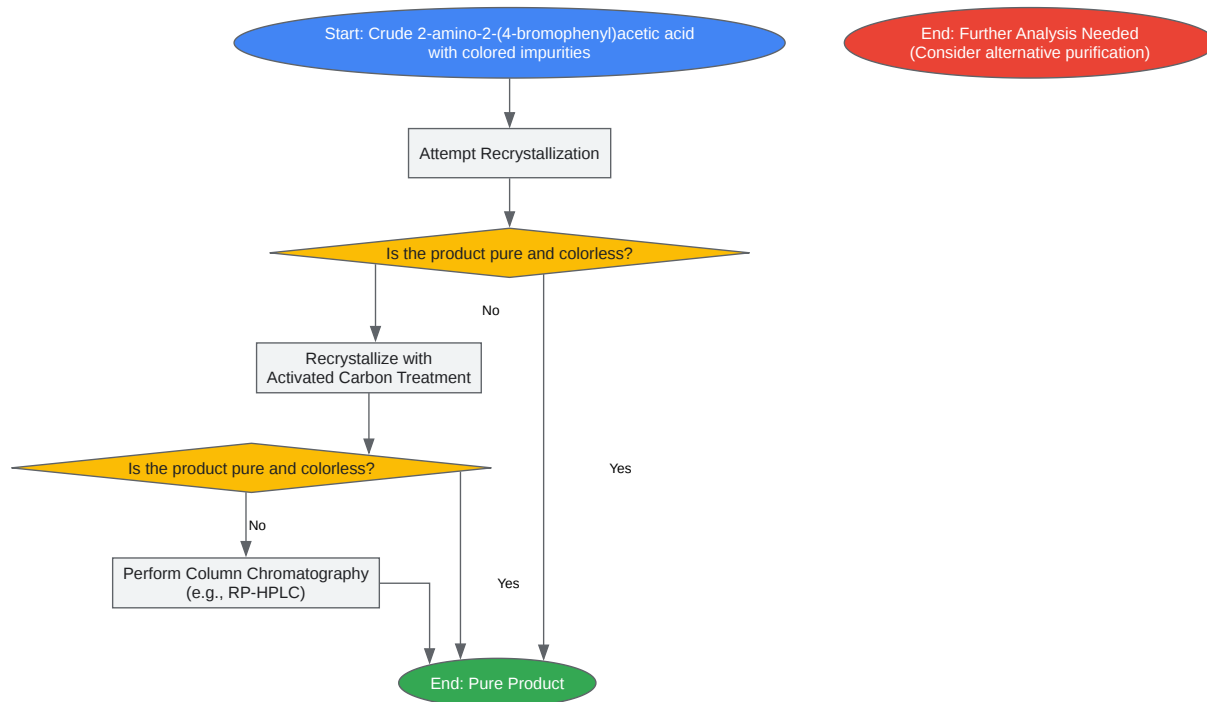 Start: Crude 2-amino-2-(4-bromophenyl)acetic acid
with colored impurities
End: Further Analysis Needed
(Consider alternative purification)
Attempt Recrystallization
Is the product pure and colorless?
No
Recrystallize with
Activated Carbon Treatment
Is the product pure and colorless?
Yes
No
Perform Column Chromatography
(e.g., RP-HPLC)
Yes
End: Pure Product